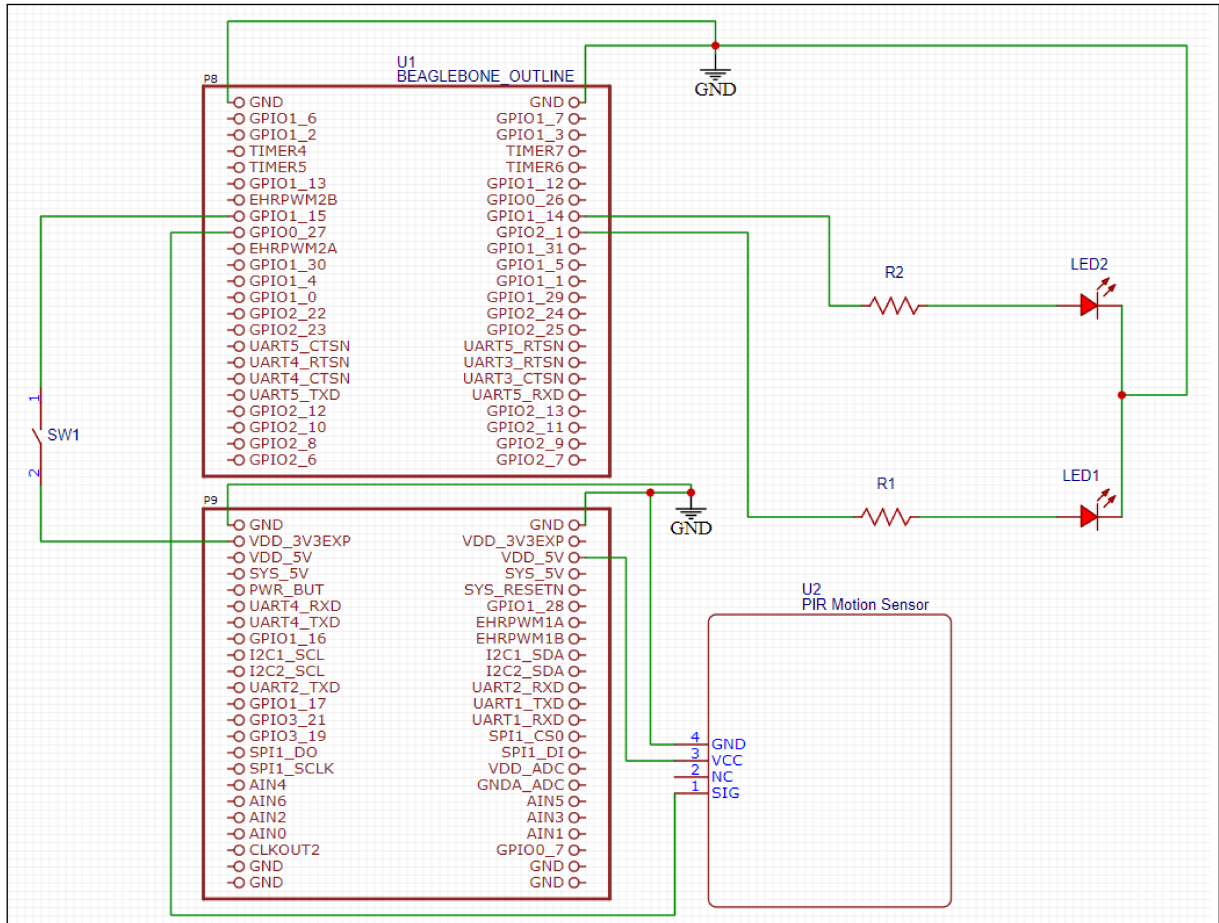 U1
BEAGLEBONE_OUTLINE
GND
P8
GND GND
GPIO1_6 GPIO1_7
GPIO1_2 GPIO1_3
TIMER4 TIMER7
TIMER5 TIMER6
GPIO1_13 GPIO1_12
EHRPWM2B GPIO0_26
GPIO1_15 GPIO1_14
GPIO0_27 GPIO2_1
EHRPWM2A GPIO1_31
GPIO1_30 GPIO1_5
GPIO1_4 GPIO1_1
GPIO1_0 GPIO1_29
GPIO2_22 GPIO2_24
GPIO2_23 GPIO2_25
UART5_CTSN UART5_RTSN
UART4_RTSN UART3_RTSN
UART4_CTSN UART3_CTSN
UART5_TXD UART5_RXD
GPIO2_12 GPIO2_13
GPIO2_10 GPIO2_11
GPIO2_8 GPIO2_9
GPIO2_6 GPIO2_7
R2
LED2
1
SW1
2
R1
LED1
P9
GND
GND GND
VDD_3V3EXP VDD_3V3EXP
VDD_5V VDD_5V
SYS_5V SYS_5V
PWR_BUT SYS_RESETN
UART4_RXD GPIO1_28
UART4_TXD EHRPWM1A
GPIO1_16 EHRPWM1B
I2C1_SCL I2C1_SDA
I2C2_SCL I2C2_SDA
UART2_TXD UART2_RXD
GPIO1_17 UART1_TXD
GPIO3_21 UART1_RXD
GPIO3_19 SPI1_CS0
SPI1_DO SPI1_DI
SPI1_SCLK VDD_ADC
AIN4 GNDA_ADC
AIN6 AIN5
AIN2 AIN3
AIN0 AIN1
CLKOUT2 GPIO0_7
GND GND
GND GND
U2
PIR Motion Sensor
4 GND
3 VCC
2 NC
1 SIG